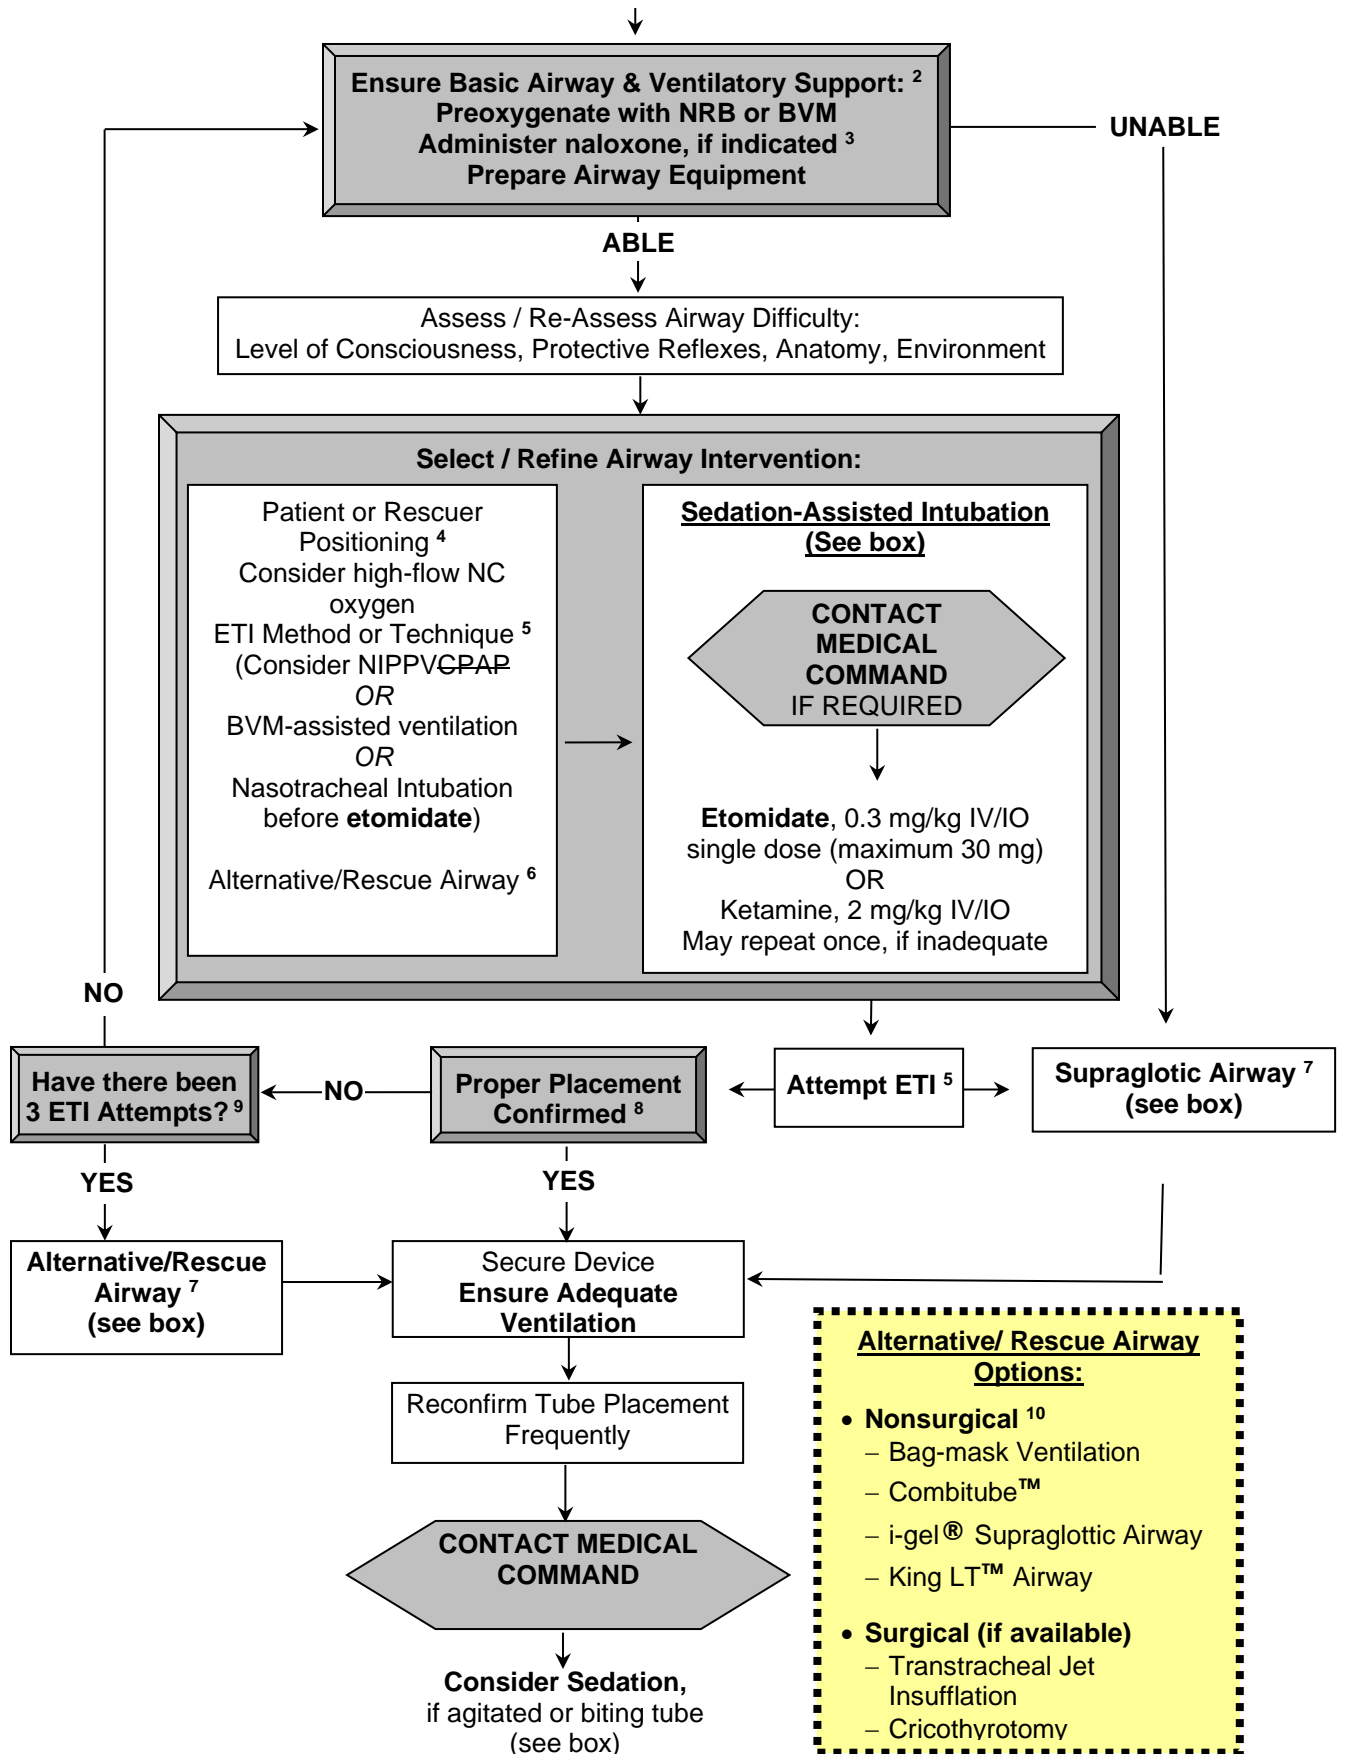 Ensure Basic Airway & Ventilatory Support: 2
Preoxygenate with NRB or BVM
Administer naloxone, if indicated 3
Prepare Airway Equipment
UNABLE
ABLE
Assess / Re-Assess Airway Difficulty:
Level of Consciousness, Protective Reflexes, Anatomy, Environment
Select / Refine Airway Intervention:
Patient or Rescuer
Positioning 4
Consider high-flow NC
oxygen
ETI Method or Technique 5
(Consider NIPPVCPAP
OR
BVM-assisted ventilation
OR
Nasotracheal Intubation
before etomidate)
Alternative/Rescue Airway 6
Sedation-Assisted Intubation
(See box)
CONTACT
MEDICAL
COMMAND
IF REQUIRED
Etomidate, 0.3 mg/kg IV/IO
single dose (maximum 30 mg)
OR
Ketamine, 2 mg/kg IV/IO
May repeat once, if inadequate
NO
Have there been
3 ETI Attempts? 9
NO
Proper Placement
Confirmed 8
Attempt ETI 5
Supraglotic Airway 7
(see box)
YES
YES
Alternative/Rescue
Airway 7
(see box)
Secure Device
Ensure Adequate
Ventilation
Reconfirm Tube Placement
Frequently
CONTACT MEDICAL
COMMAND
Consider Sedation,
if agitated or biting tube
(see box)
Alternative/ Rescue Airway
Options:
• Nonsurgical 10
– Bag-mask Ventilation
– Combitube™
– i-gel® Supraglottic Airway
– King LT™ Airway
• Surgical (if available)
– Transtracheal Jet
Insufflation
– Cricothyrotomy